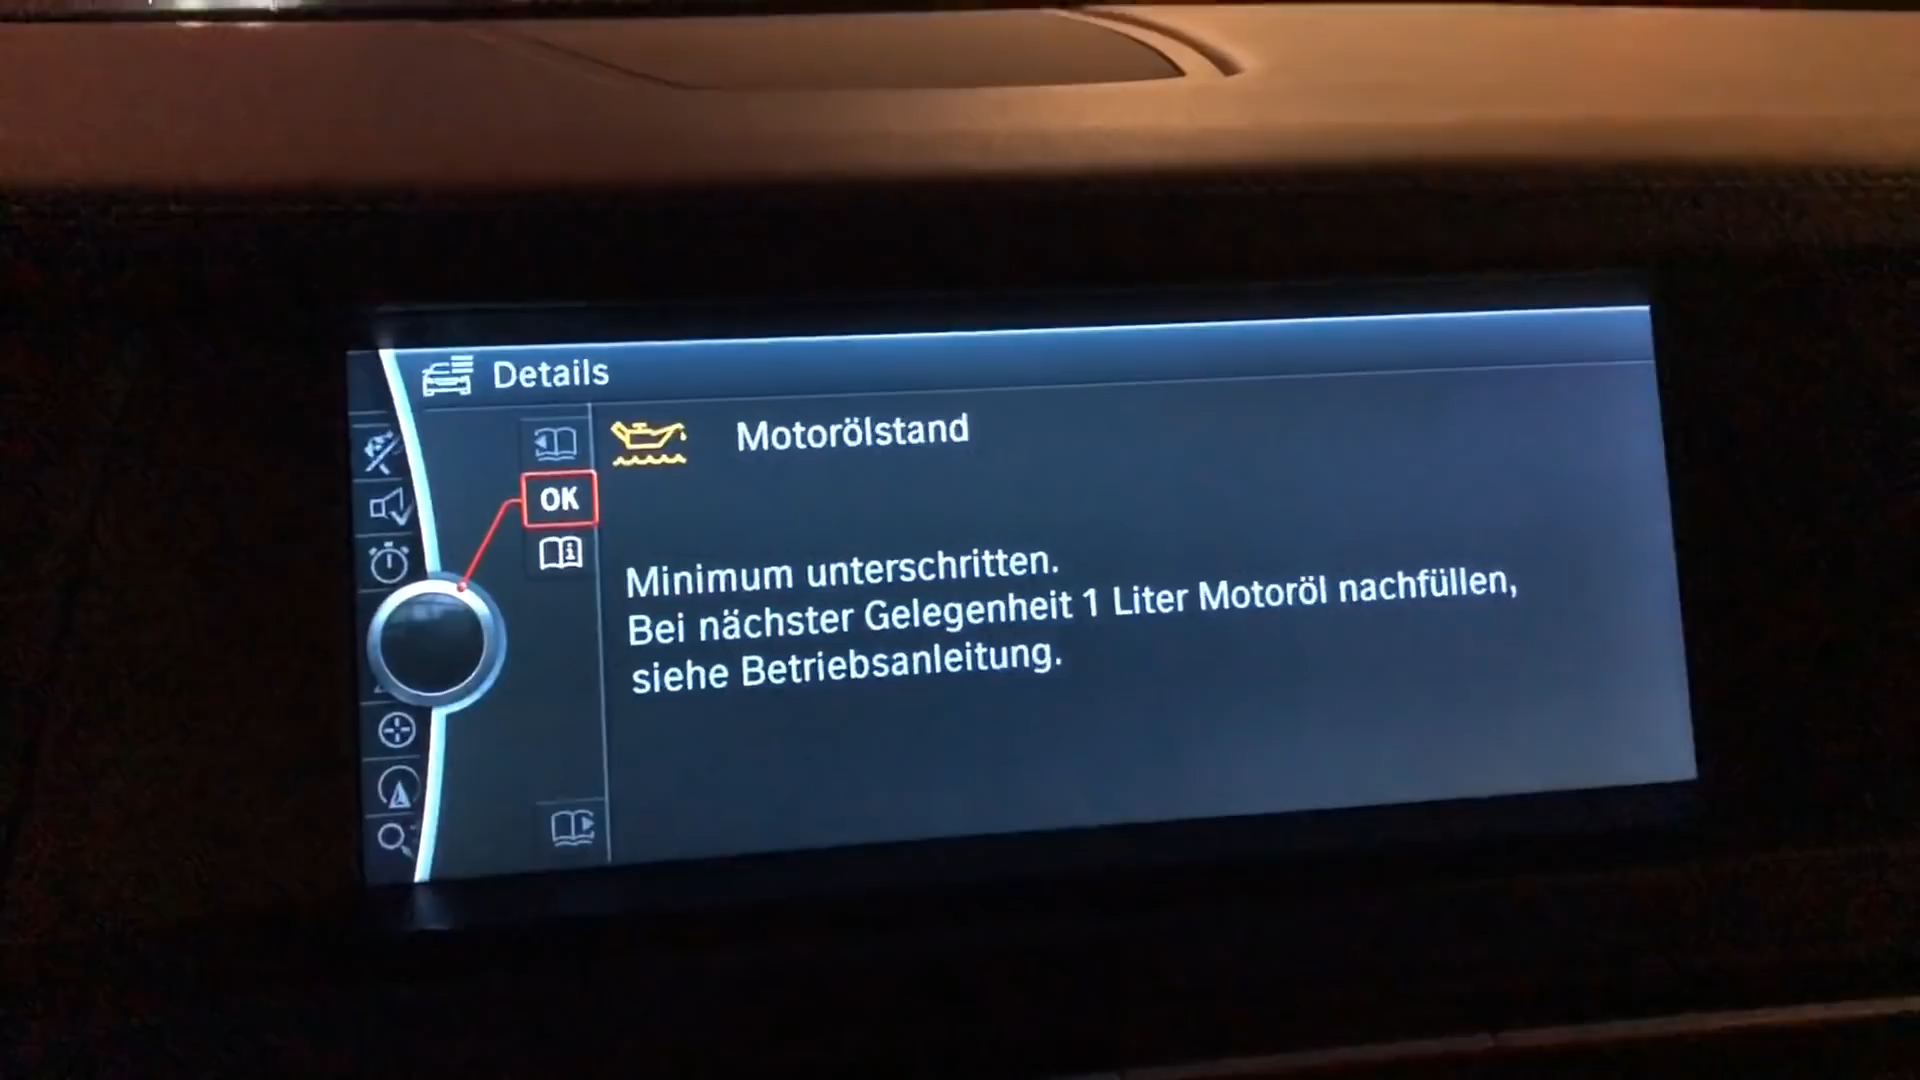 Details
Motorölstand
OK
Minimum unterschritten.
Bei nächster Gelegenheit 1 Liter Motoröl nachfüllen,
siehe Betriebsanleitung.